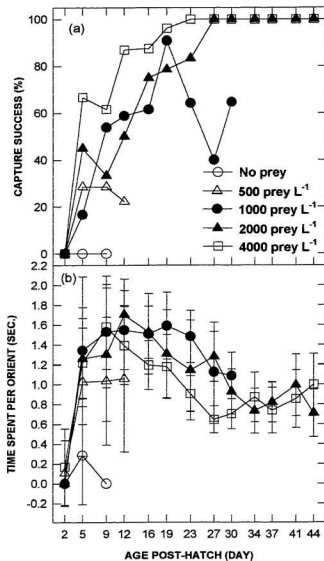 (a)
CAPTURE SUCCESS (%)
100
80
60
40
20
0
No prey
500 prey L⁻¹
1000 prey L⁻¹
2000 prey L⁻¹
4000 prey L⁻¹
(b)
TIME SPENT PER ORIENT (SEC.)
2.2
2.0
1.8
1.6
1.4
1.2
1.0
0.8
0.6
0.4
0.2
0.0
-0.2
2 5 9 12 16 19 23 27 30 34 37 41 44
AGE POST-HATCH (DAY)